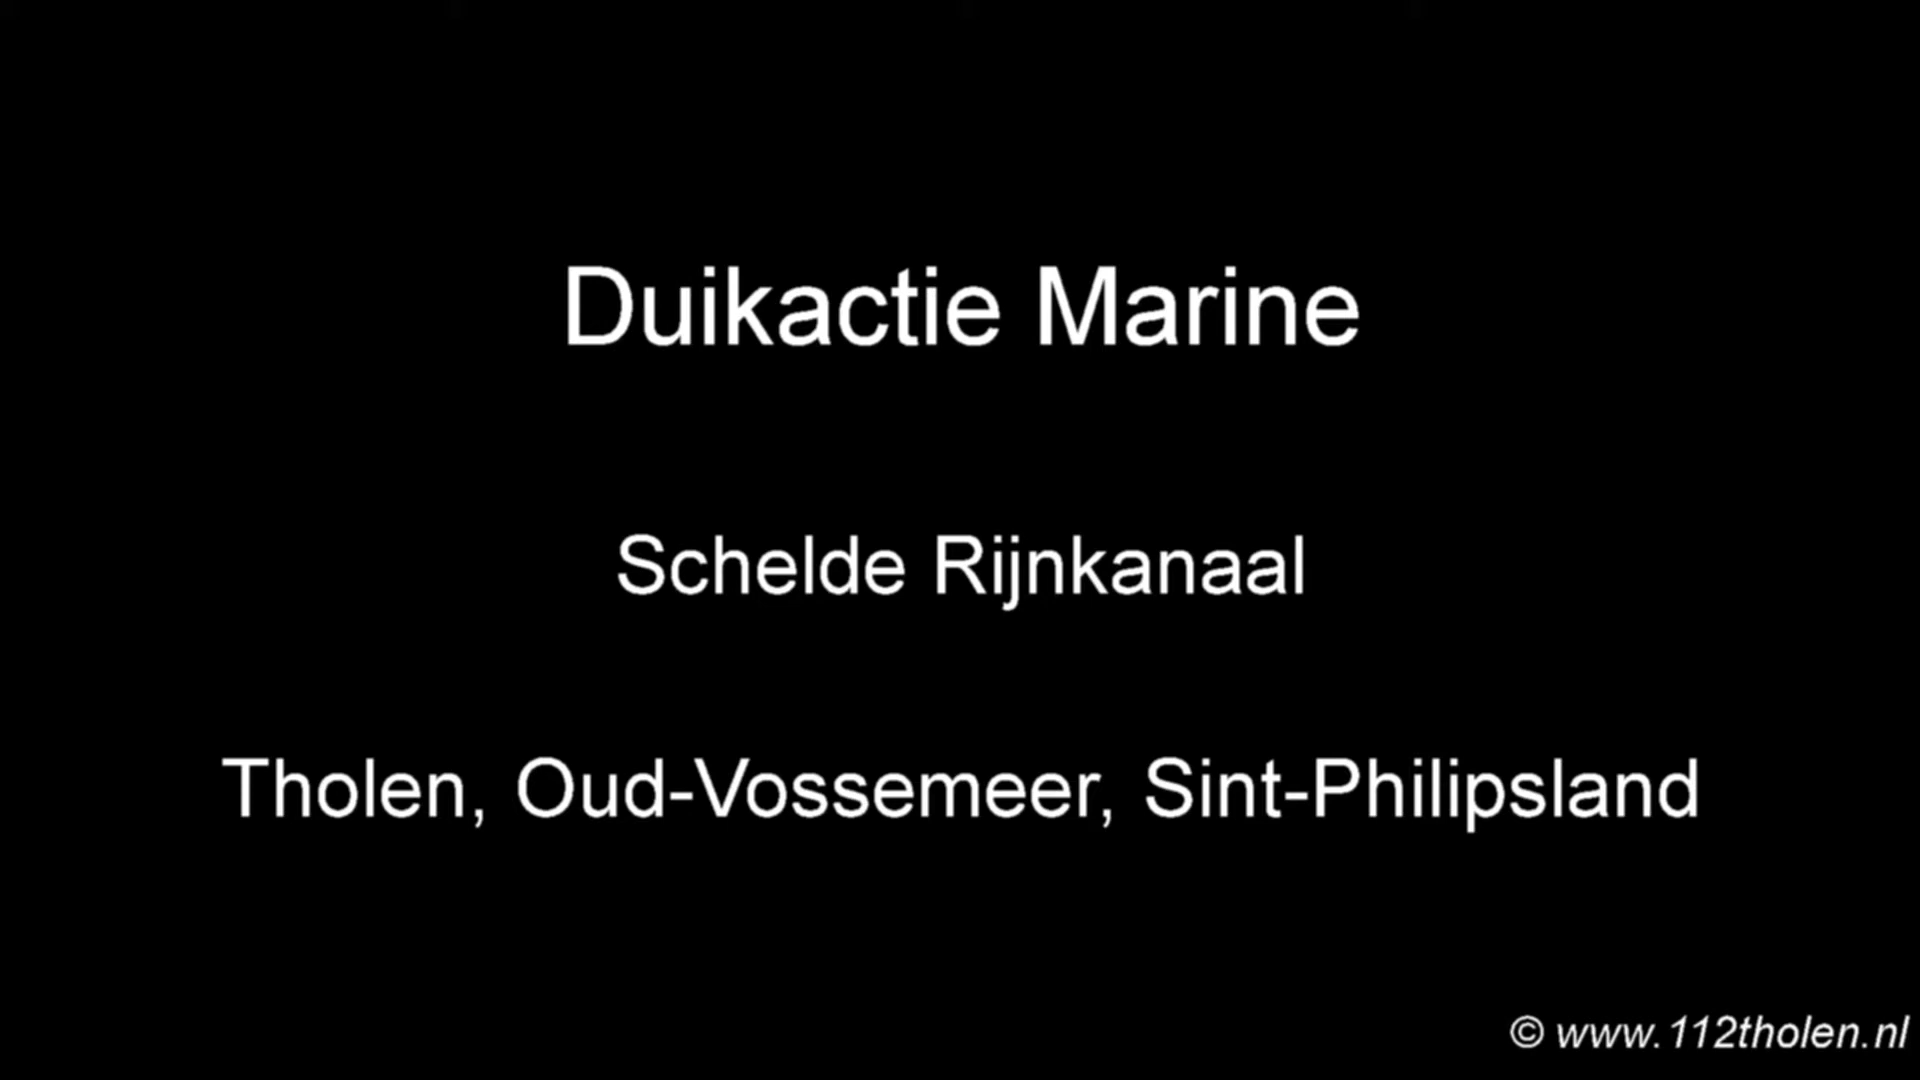 Duikactie Marine
Schelde Rijnkanaal
Tholen, Oud-Vossemeer, Sint-Philipsland
© www.112tholen.nl